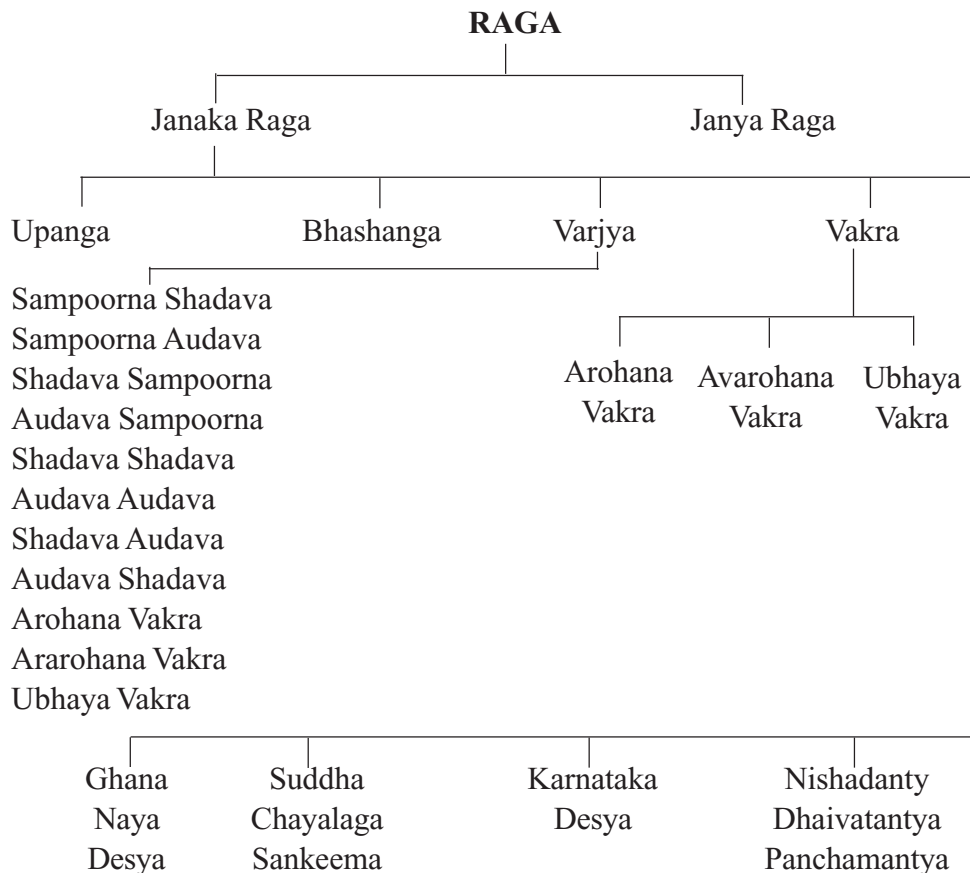 RAGA
Janaka Raga Janya Raga
Upanga Bhashanga Varjya Vakra
Sampoorna Shadava
Sampoorna Audava
Shadava Sampoorna
Audava Sampoorna
Shadava Shadava
Audava Audava
Shadava Audava
Audava Shadava
Arohana Vakra
Ararohana Vakra
Ubhaya Vakra
Arohana
Vakra
Avarohana
Vakra
Ubhaya
Vakra
Ghana Suddha Karnataka Nishadanty
Naya Chayalaga Desya Dhaivatantya
Desya Sankeema Panchamantya